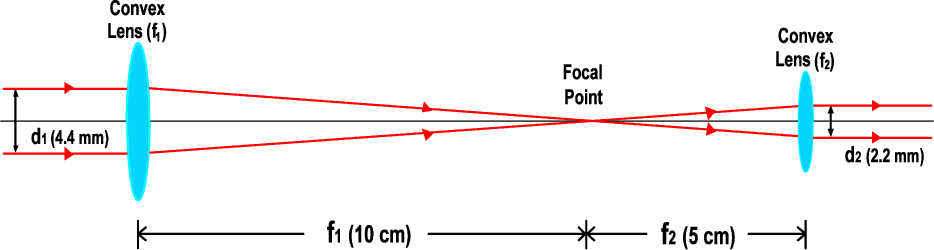 Convex
Lens (f₁)
Convex
Lens (f₂)
Focal
Point
d₁ (4.4 mm)
d₂ (2.2 mm)
f₁ (10 cm)
f₂ (5 cm)